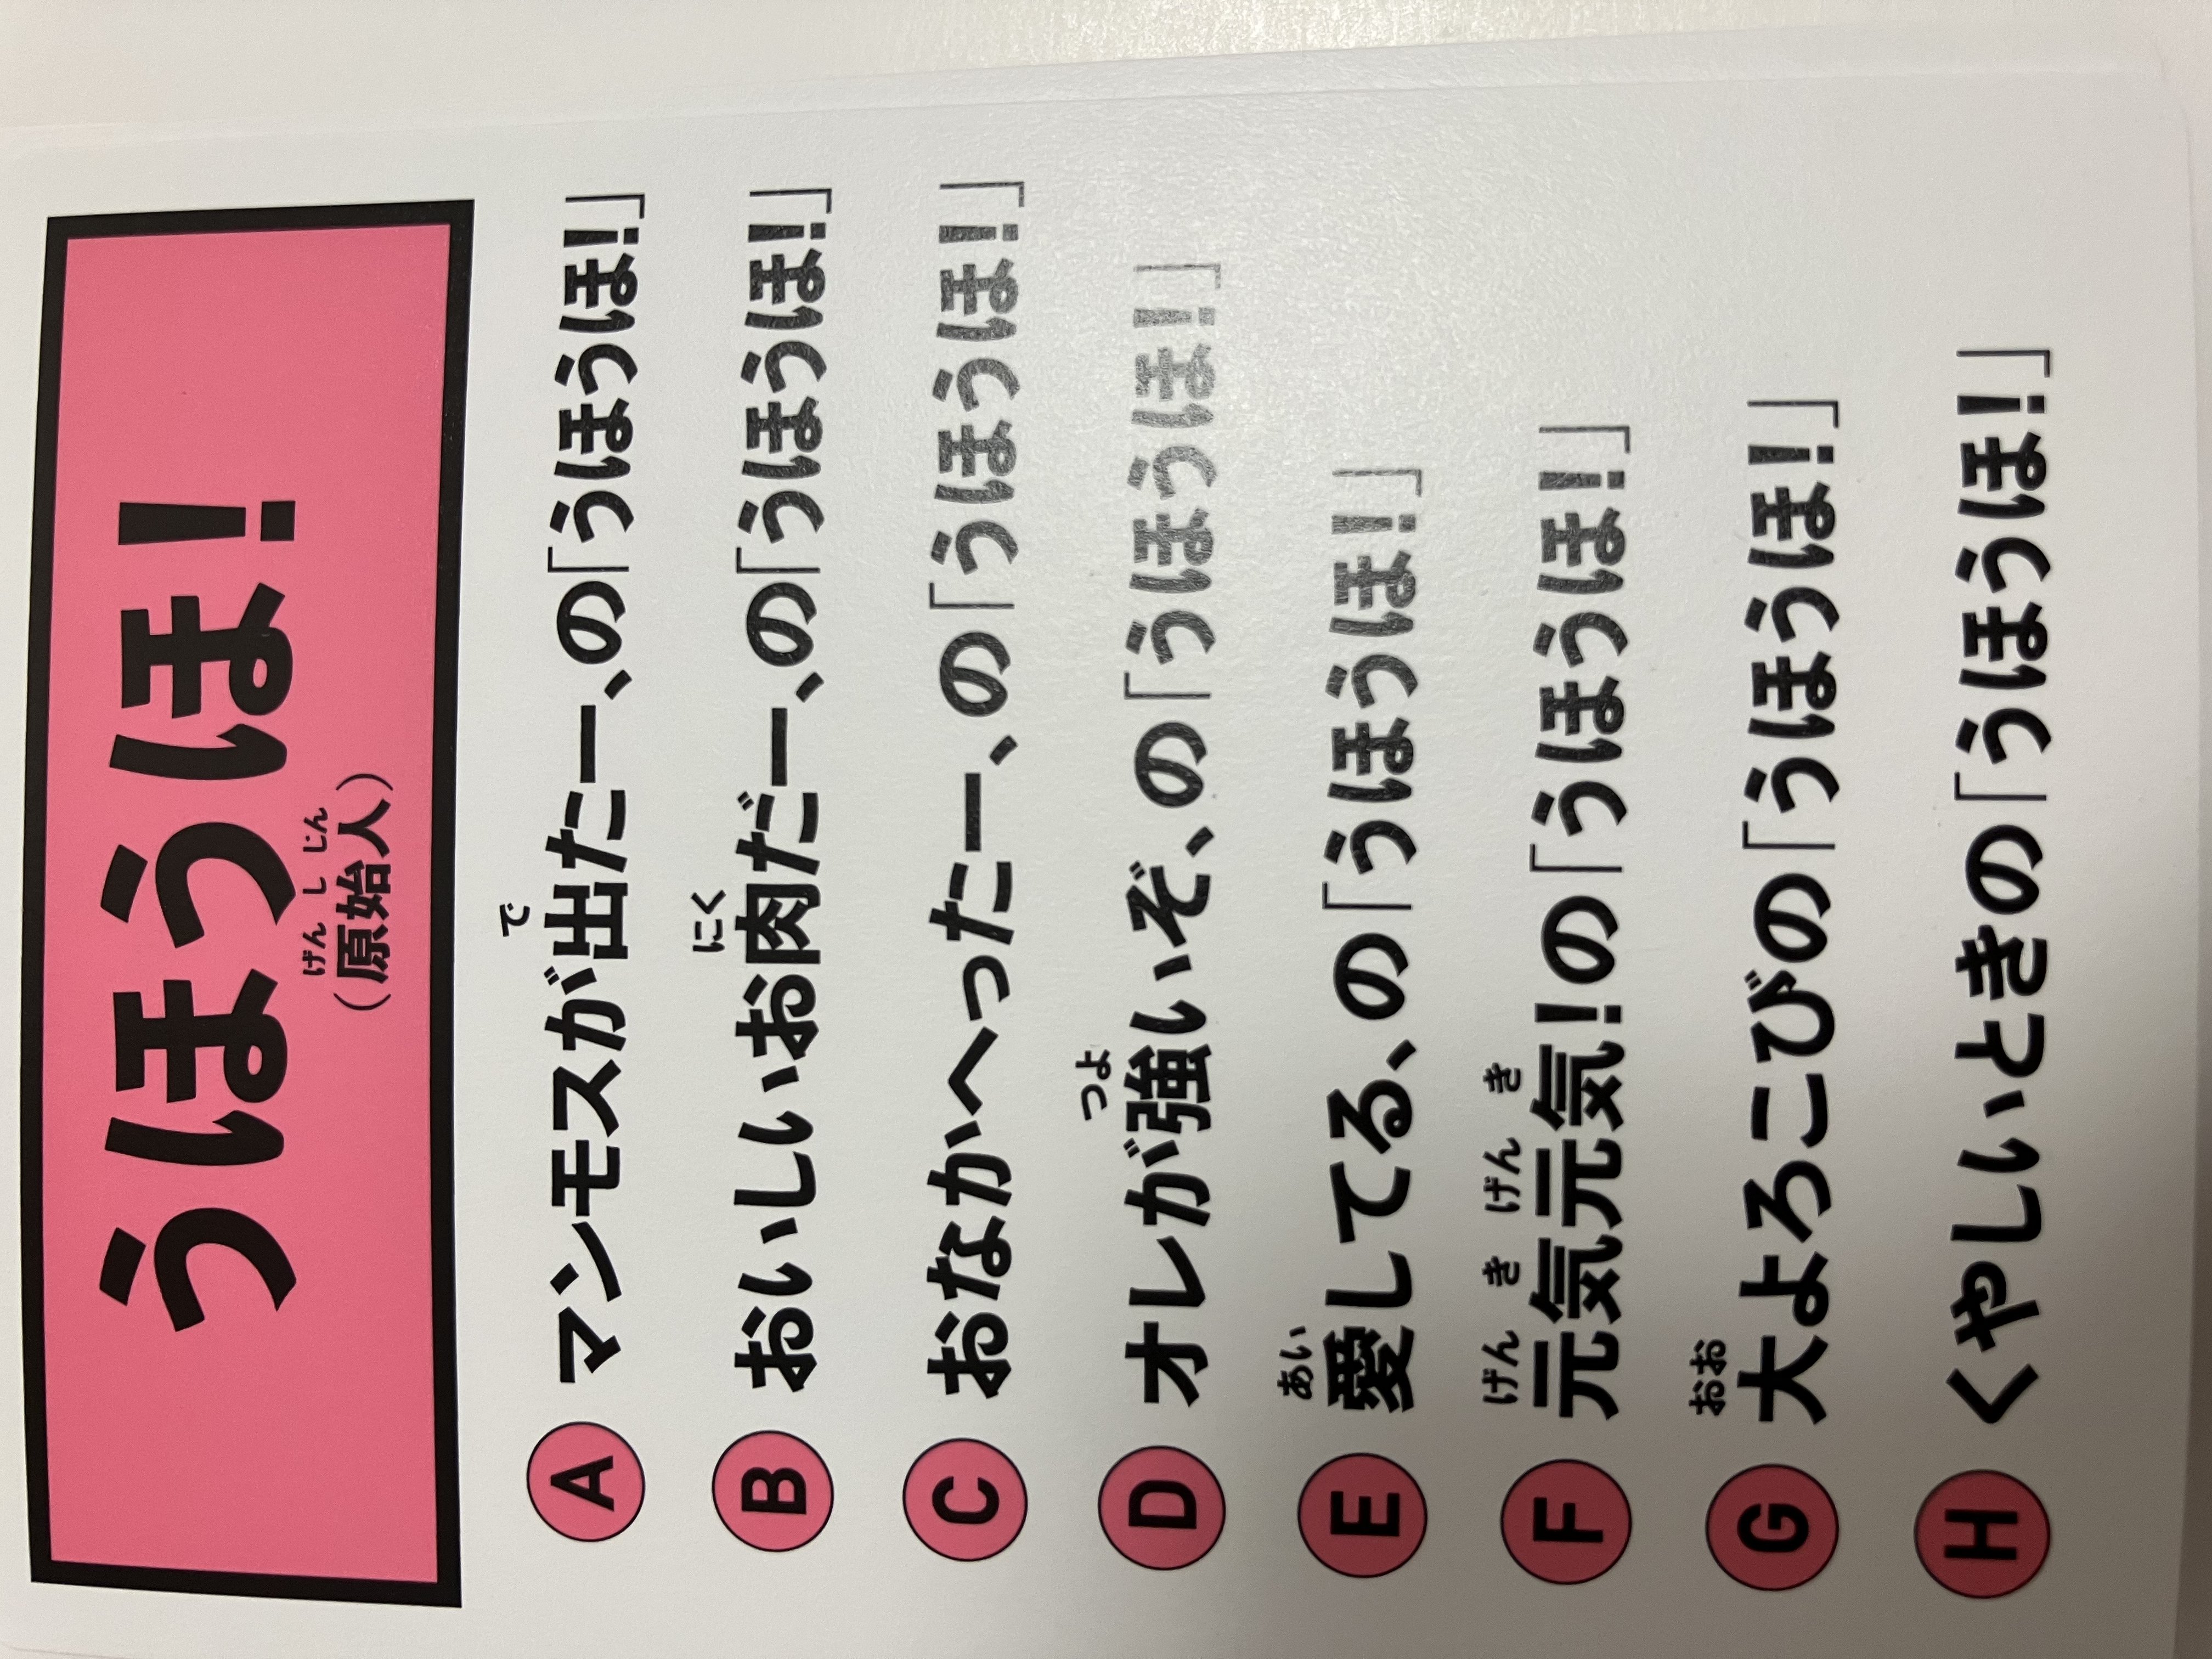 うほうほ!
げんしじん
(原始人)
で
A マンモスが出たー、の「うほうほ!」
にく
B おいしいお肉だー、の「うほうほ!」
C おなかへったー、の「うほうほ!」
つよ
D オレが強いぞ、の「うほうほ!」
あい
E 愛してる、の「うほうほ!」
げんきげんき
F 元気元気!の「うほうほ!」
おお
G 大よろこびの「うほうほ!」
H くやしいときの「うほうほ!」